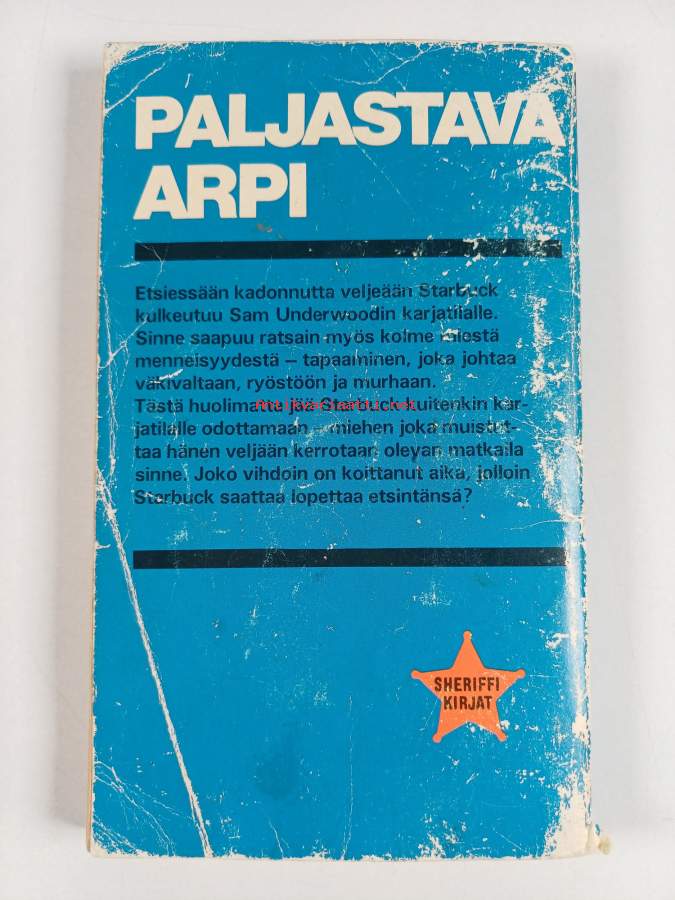 PALJASTAVA
ARPI
Etsiessään kadonnutta veljeään Starbuck
kulkeutuu Sam Underwoodin karjatilalle.
Sinne saapuu ratsain myös kolme miestä
menneisyydestä – tapaaminen, joka johtaa
väkivaltaan, ryöstöön ja murhaan.
Tästä huolimatta jää Starbuck kuitenkin kar-
jatilalle odottamaan – miehen joka muistut-
taa hänen veljeään kerrotaan olevan matkalla
sinne. Joko vihdoin on koittanut aika, jolloin
Starbuck saattaa lopettaa etsintänsä?
SHERIFFI
KIRJAT